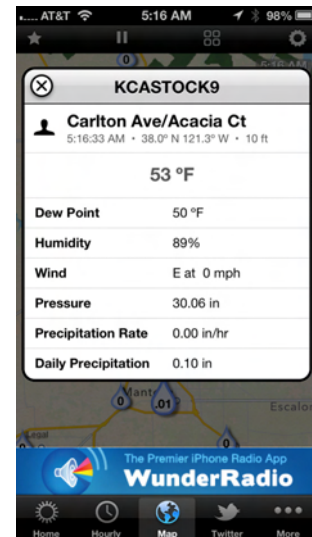 AT&T 5:16 AM 98%
0
KCASTOCK9
Carlton Ave/Acacia Ct
5:16:33 AM • 38.0° N 121.3° W • 10 ft
53 °F
Dew Point 50 °F
Humidity 89%
Wind E at 0 mph
Pressure 30.06 in
Precipitation Rate 0.00 in/hr
Daily Precipitation 0.10 in
Mant
0 .01
Escalon
0
The Premier iPhone Radio App
WunderRadio
Home Hourly Map Twitter More